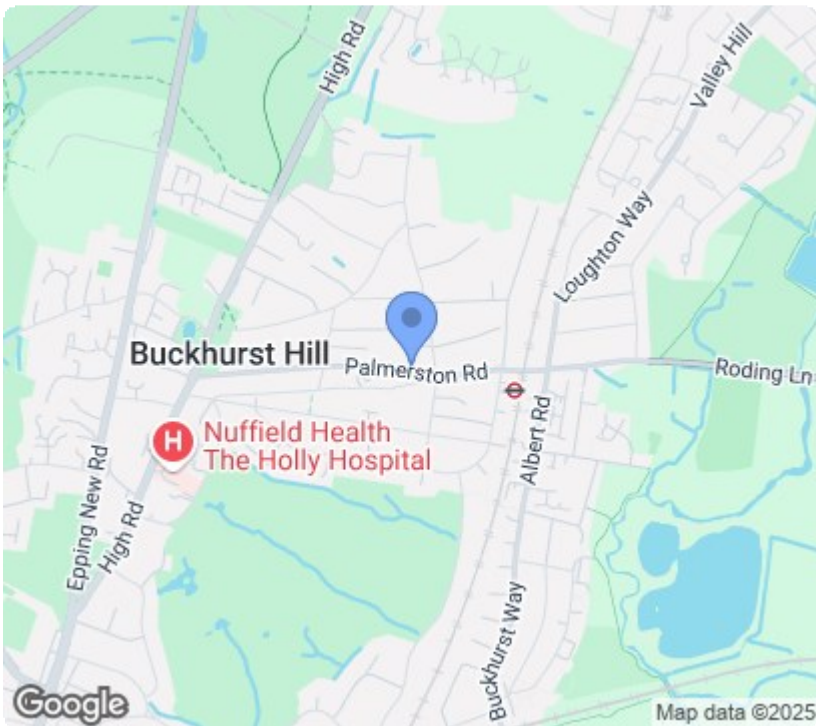 High Rd
Valley Hill
Loughton Way
Buckhurst Hill
Palmerston Rd
Roding Ln
Albert Rd
H
Nuffield Health
The Holly Hospital
Epping New Rd
High Rd
Buckhurst Way
Google
Map data ©2025